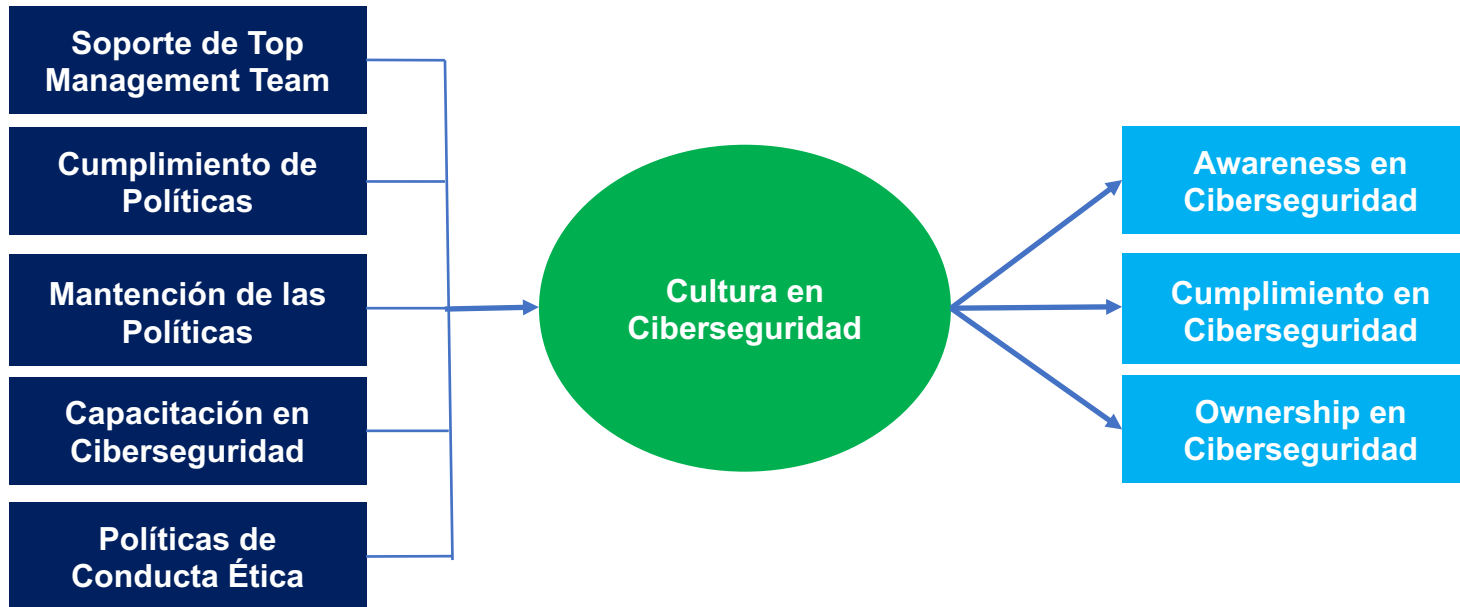 Soporte de Top
Management Team
Cumplimiento de
Políticas
Mantención de las
Políticas
Capacitación en
Ciberseguridad
Políticas de
Conducta Ética
Cultura en
Ciberseguridad
Awareness en
Ciberseguridad
Cumplimiento en
Ciberseguridad
Ownership en
Ciberseguridad